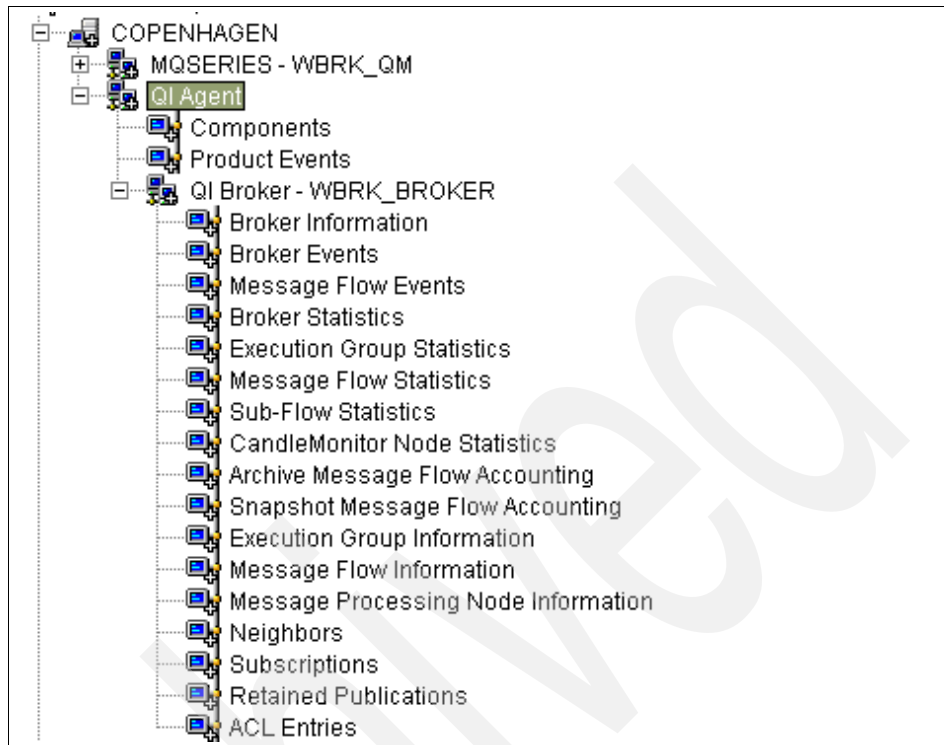 COPENHAGEN
MQSERIES - WBRK_QM
QI Agent
Components
Product Events
QI Broker - WBRK_BROKER
Broker Information
Broker Events
Message Flow Events
Broker Statistics
Execution Group Statistics
Message Flow Statistics
Sub-Flow Statistics
CandleMonitor Node Statistics
Archive Message Flow Accounting
Snapshot Message Flow Accounting
Execution Group Information
Message Flow Information
Message Processing Node Information
Neighbors
Subscriptions
Retained Publications
ACL Entries